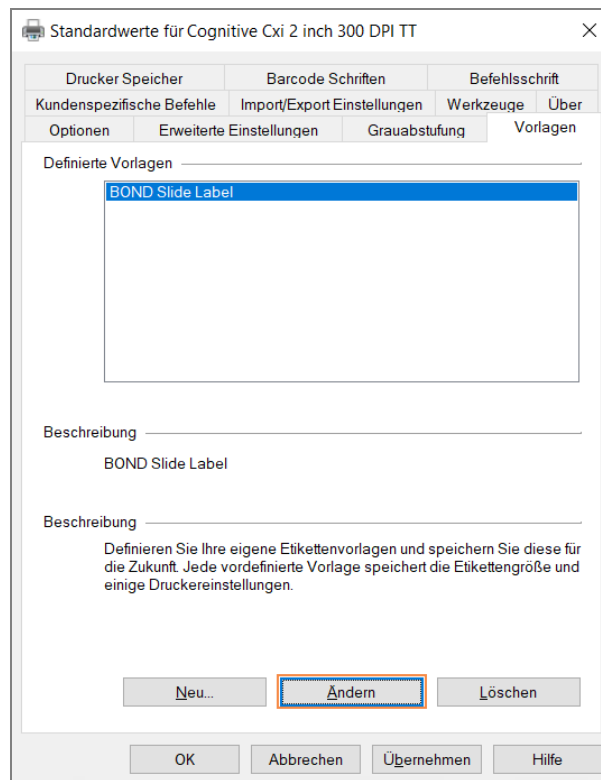 Standardwerte für Cognitive Cxi 2 inch 300 DPI TT
Drucker Speicher Barcode Schriften Befehlsschrift
Kundenspezifische Befehle Import/Export Einstellungen Werkzeuge Über
Optionen Erweiterte Einstellungen Grauabstufung Vorlagen
Definierte Vorlagen
BOND Slide Label
Beschreibung
BOND Slide Label
Beschreibung
Definieren Sie Ihre eigene Etikettenvorlagen und speichern Sie diese für
die Zukunft. Jede vordefinierte Vorlage speichert die Etikettengröße und
einige Druckereinstellungen.
Neu... Ändern Löschen
OK Abbrechen Übernehmen Hilfe